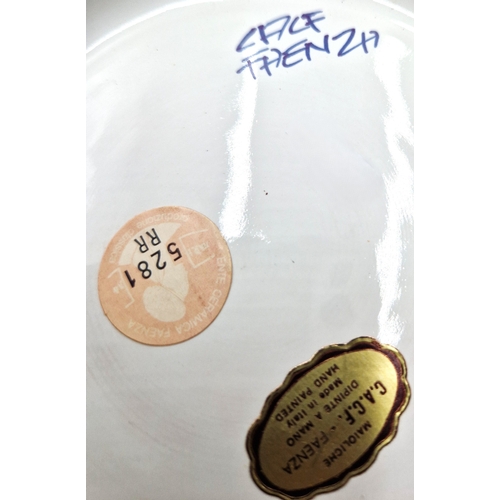 CACF
FAENZA
5281
RR
ENTE CERAMICA FAENZA
MAIOLICHE
C.A.C.F. - FAENZA
DIPINTE A MANO
Made in Italy
HAND PAINTED